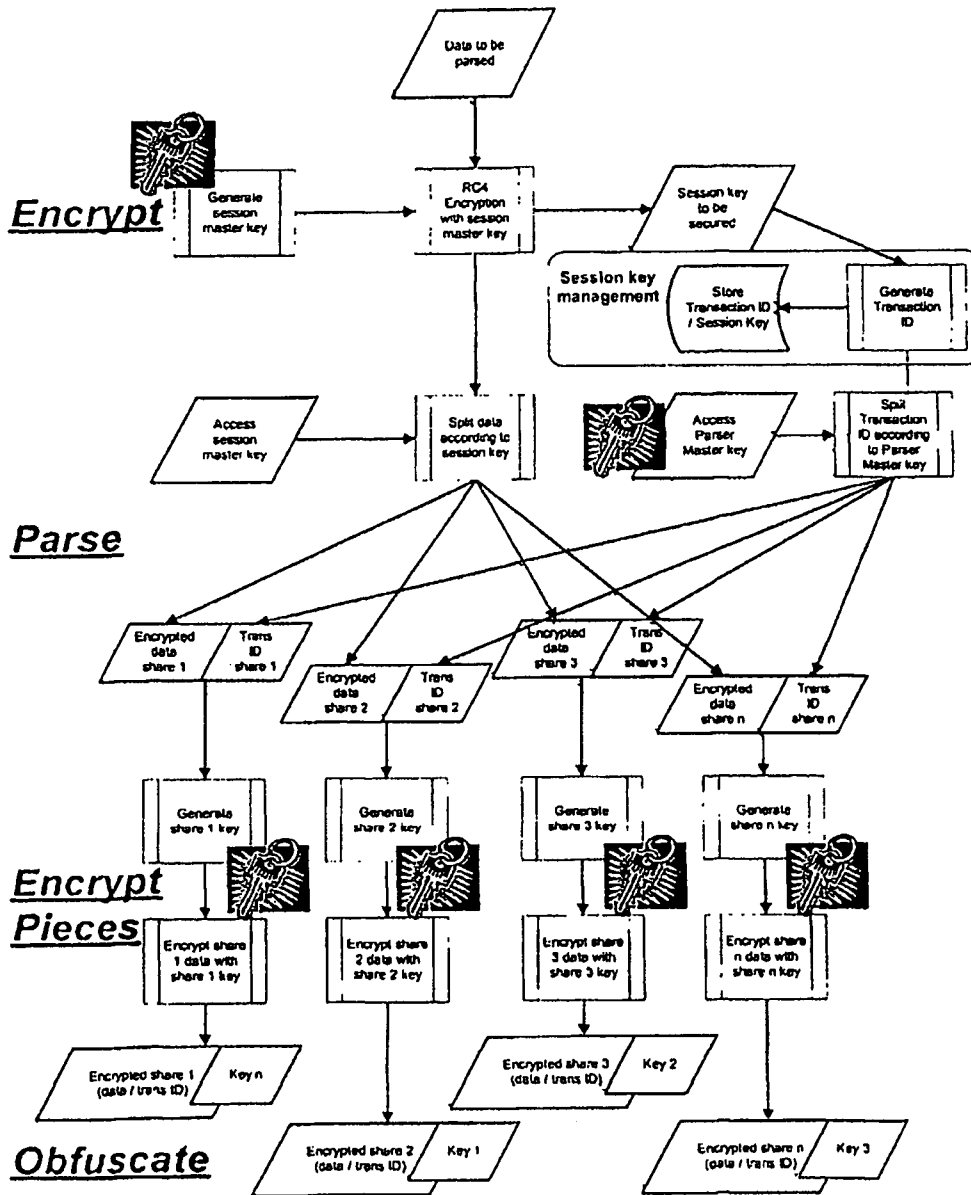 Data to be
parsed
Encrypt
Generate
session
master key
RC4
Encryption
with session
master key
Session key
to be
secured
Session key
management
Store
Transaction ID
/ Session Key
Generate
Transaction
ID
Access
session
master key
Split data
according to
session key
Access
Parser
Master key
Split
Transaction
ID according
to Parser
Master key
Parse
Encrypted
data
share 1
Trans
ID
share 1
Encrypted
data
share 2
Trans
ID
share 2
Encrypted
data
share 3
Trans
ID
share 3
Encrypted
data
share n
Trans
ID
share n
Generate
share 1 key
Generate
share 2 key
Generate
share 3 key
Generate
share n key
Encrypt
Pieces
Encrypt share
1 data with
share 1 key
Encrypt share
2 data with
share 2 key
Encrypt share
3 data with
share 3 key
Encrypt share
n data with
share n key
Encrypted share 1
(data / trans ID)
Key n
Encrypted share 2
(data / trans ID)
Key 1
Encrypted share 3
(data / trans ID)
Key 2
Encrypted share n
(data / trans ID)
Key 3
Obfuscate